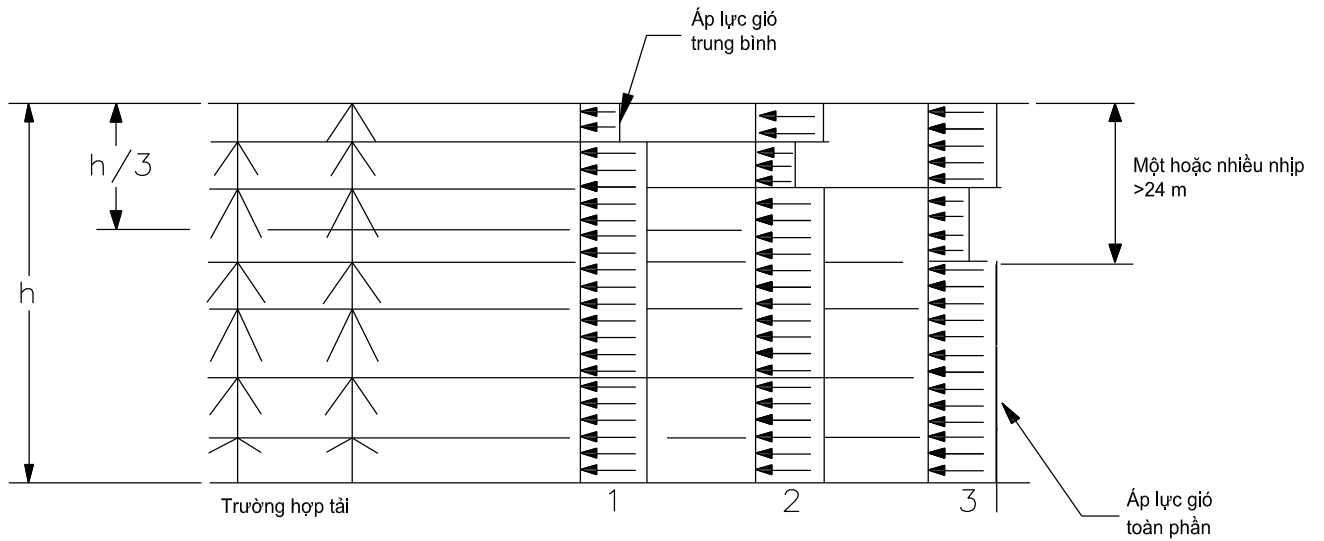 Áp lực gió
trung bình
h/3
h
Một hoặc nhiều nhịp
>24 m
Trường hợp tải
1
2
3
Áp lực gió
toàn phần